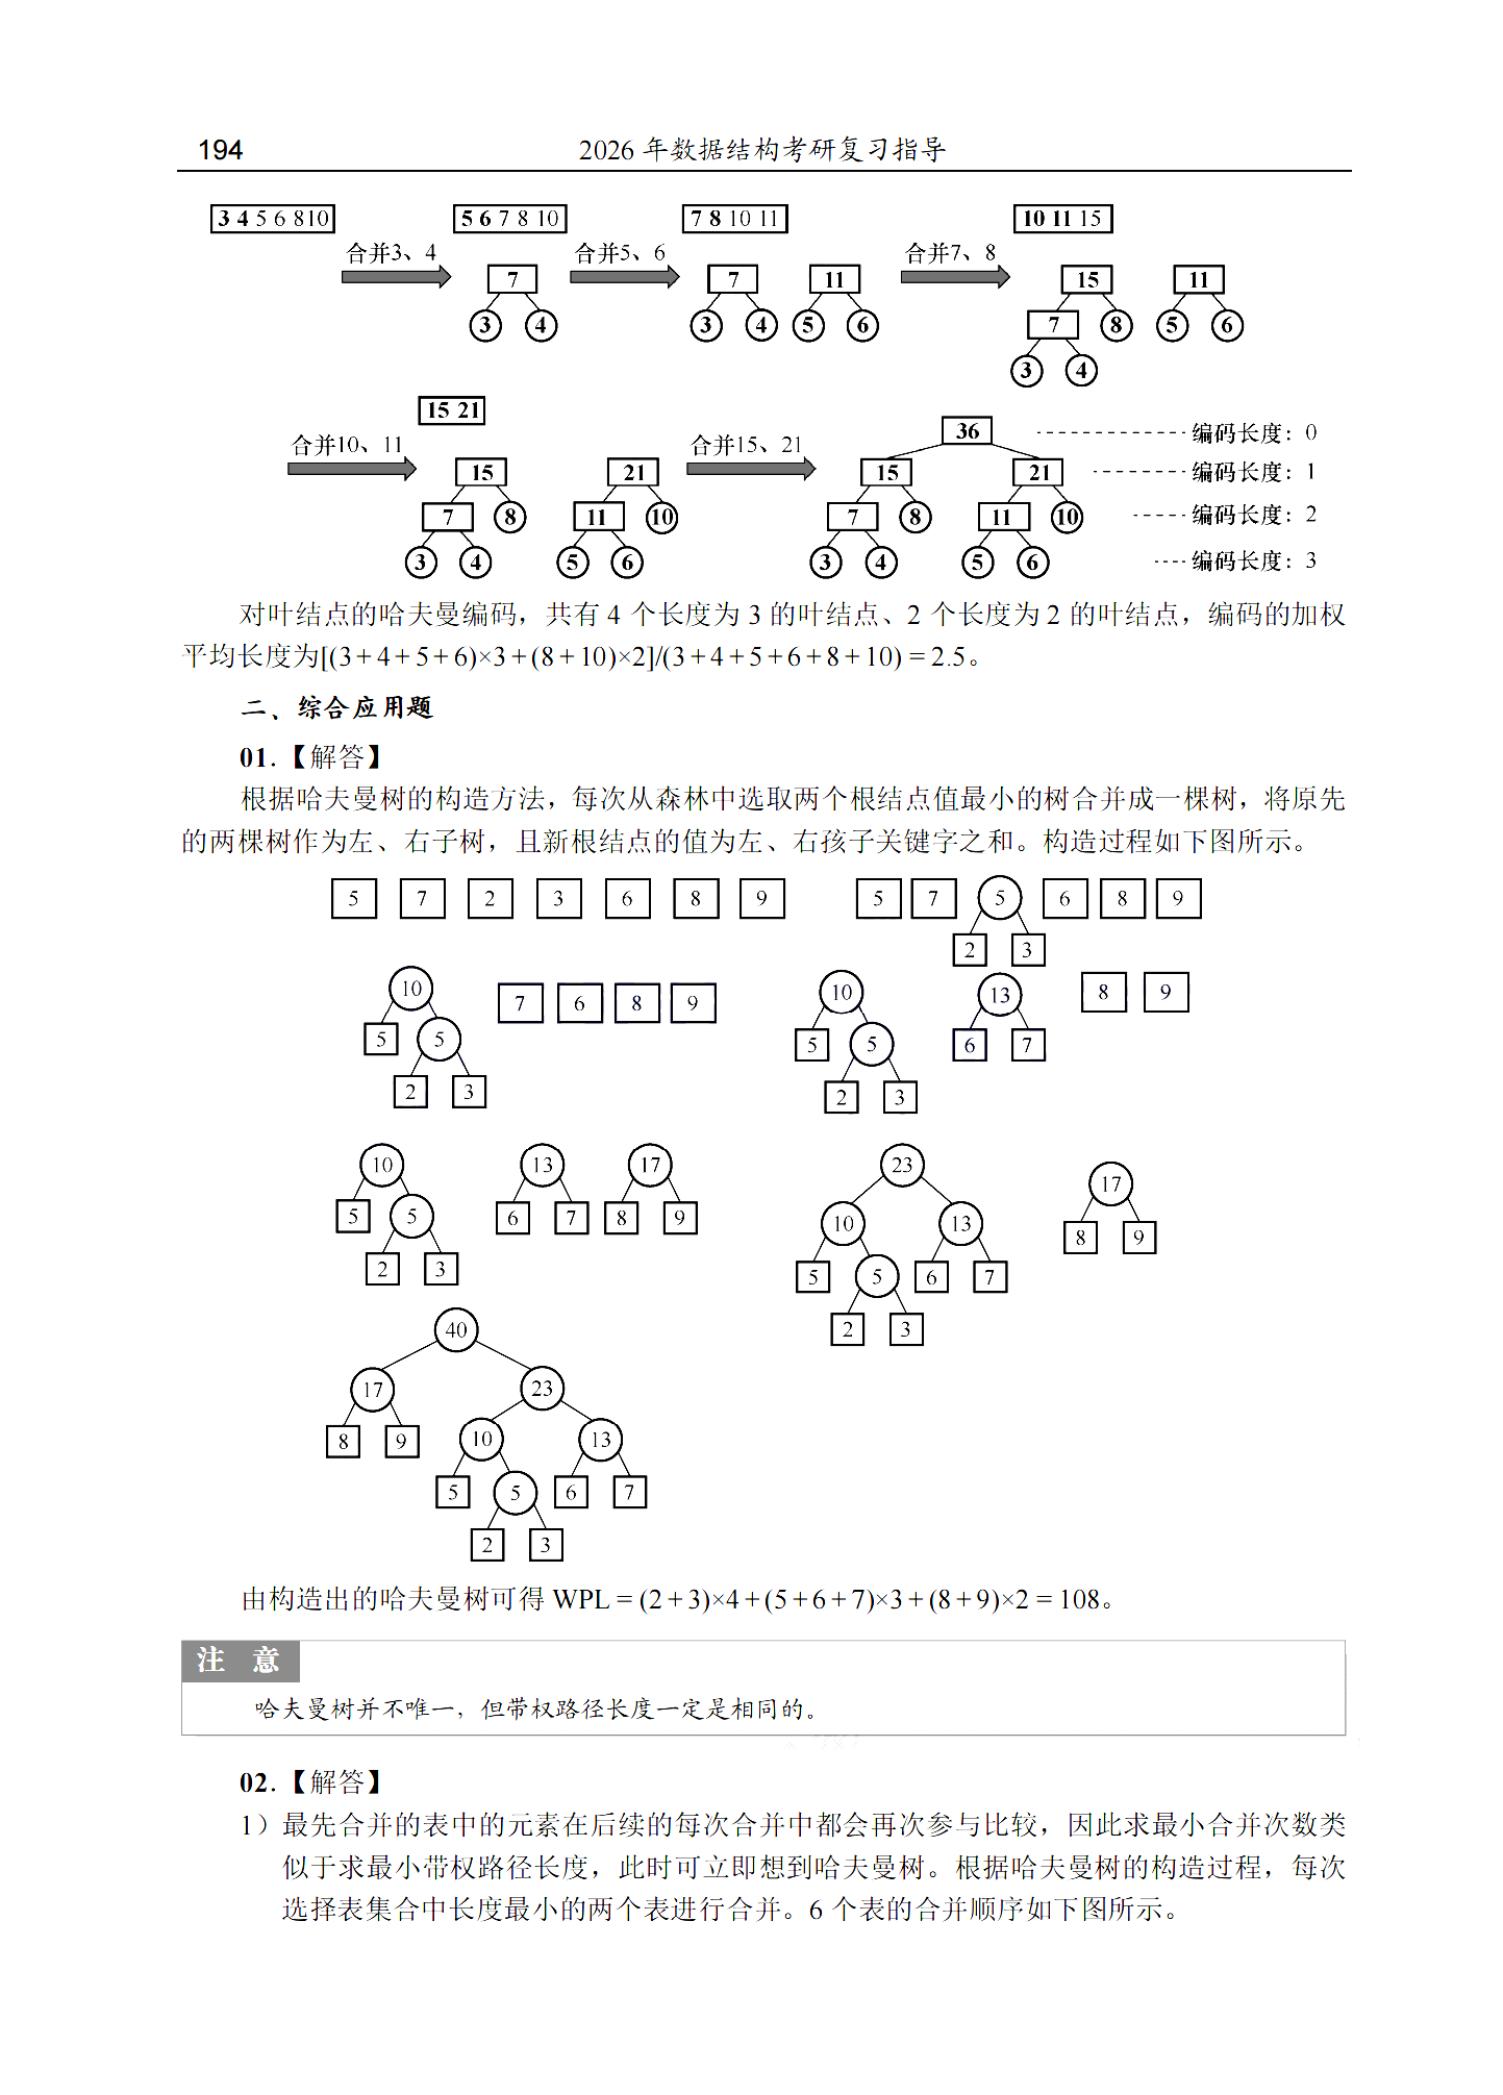 194
2026 年数据结构考研复习指导
3 4 5 6 8 10
5 6 7 8 10
7 8 10 11
10 11 15
合并3、4
合并5、6
合并7、8
7
7 11
15 11
3 4
3 4 5 6
7 8 5 6
3 4
15 21
36
编码长度：0
合并10、11
合并15、21
15 21
15 21
编码长度：1
7 8 11 10
7 8 11 10
编码长度：2
3 4 5 6
3 4 5 6
编码长度：3
对叶结点的哈夫曼编码，共有 4 个长度为 3 的叶结点、2 个长度为 2 的叶结点，编码的加权
平均长度为[(3+4+5+6)×3+(8+10)×2]/(3+4+5+6+8+10) = 2.5。
二、综合应用题
01.【解答】
根据哈夫曼树的构造方法，每次从森林中选取两个根结点值最小的树合并成一棵树，将原先
的两棵树作为左、右子树，且新根结点的值为左、右孩子关键字之和。构造过程如下图所示。
5 7 2 3 6 8 9
5 7 5 6 8 9
2 3
10 7 6 8 9
5 5
2 3
10 13 8 9
5 5 6 7
2 3
10 13 17
5 5 6 7 8 9
2 3
23 17
10 13 8 9
5 5 6 7
2 3
40
17 23
8 9 10 13
5 5 6 7
2 3
由构造出的哈夫曼树可得 WPL = (2+3)×4+(5+6+7)×3+(8+9)×2 = 108。
注 意
哈夫曼树并不唯一，但带权路径长度一定是相同的。
02.【解答】
1）最先合并的表中的元素在后续的每次合并中都会再次参与比较，因此求最小合并次数类
似于求最小带权路径长度，此时可立即想到哈夫曼树。根据哈夫曼树的构造过程，每次
选择表集合中长度最小的两个表进行合并。6 个表的合并顺序如下图所示。